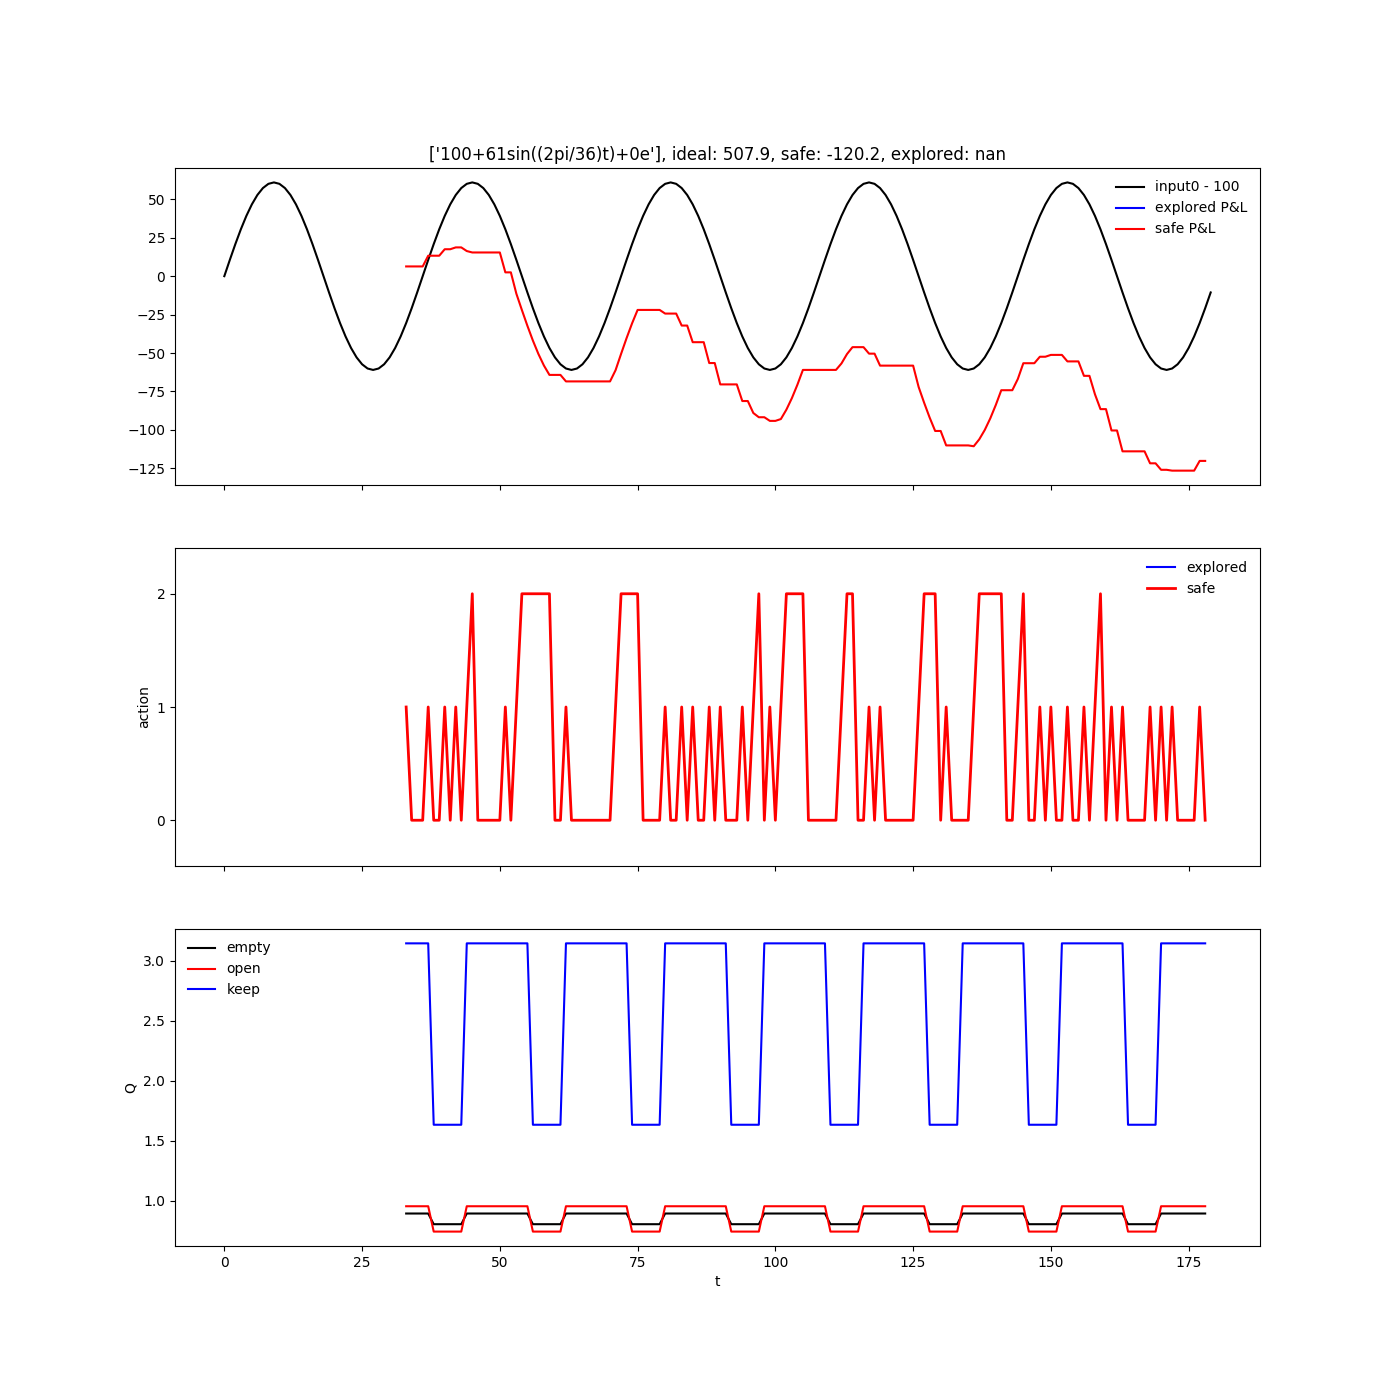 ['100+61sin((2pi/36)t)+0e'], ideal: 507.9, safe: -120.2, explored: nan
input0 - 100
explored P&L
safe P&L
50
25
0
−25
−50
−75
−100
−125
explored
safe
action
2
1
0
empty
open
keep
Q
3.0
2.5
2.0
1.5
1.0
0 25 50 75 100 125 150 175
t